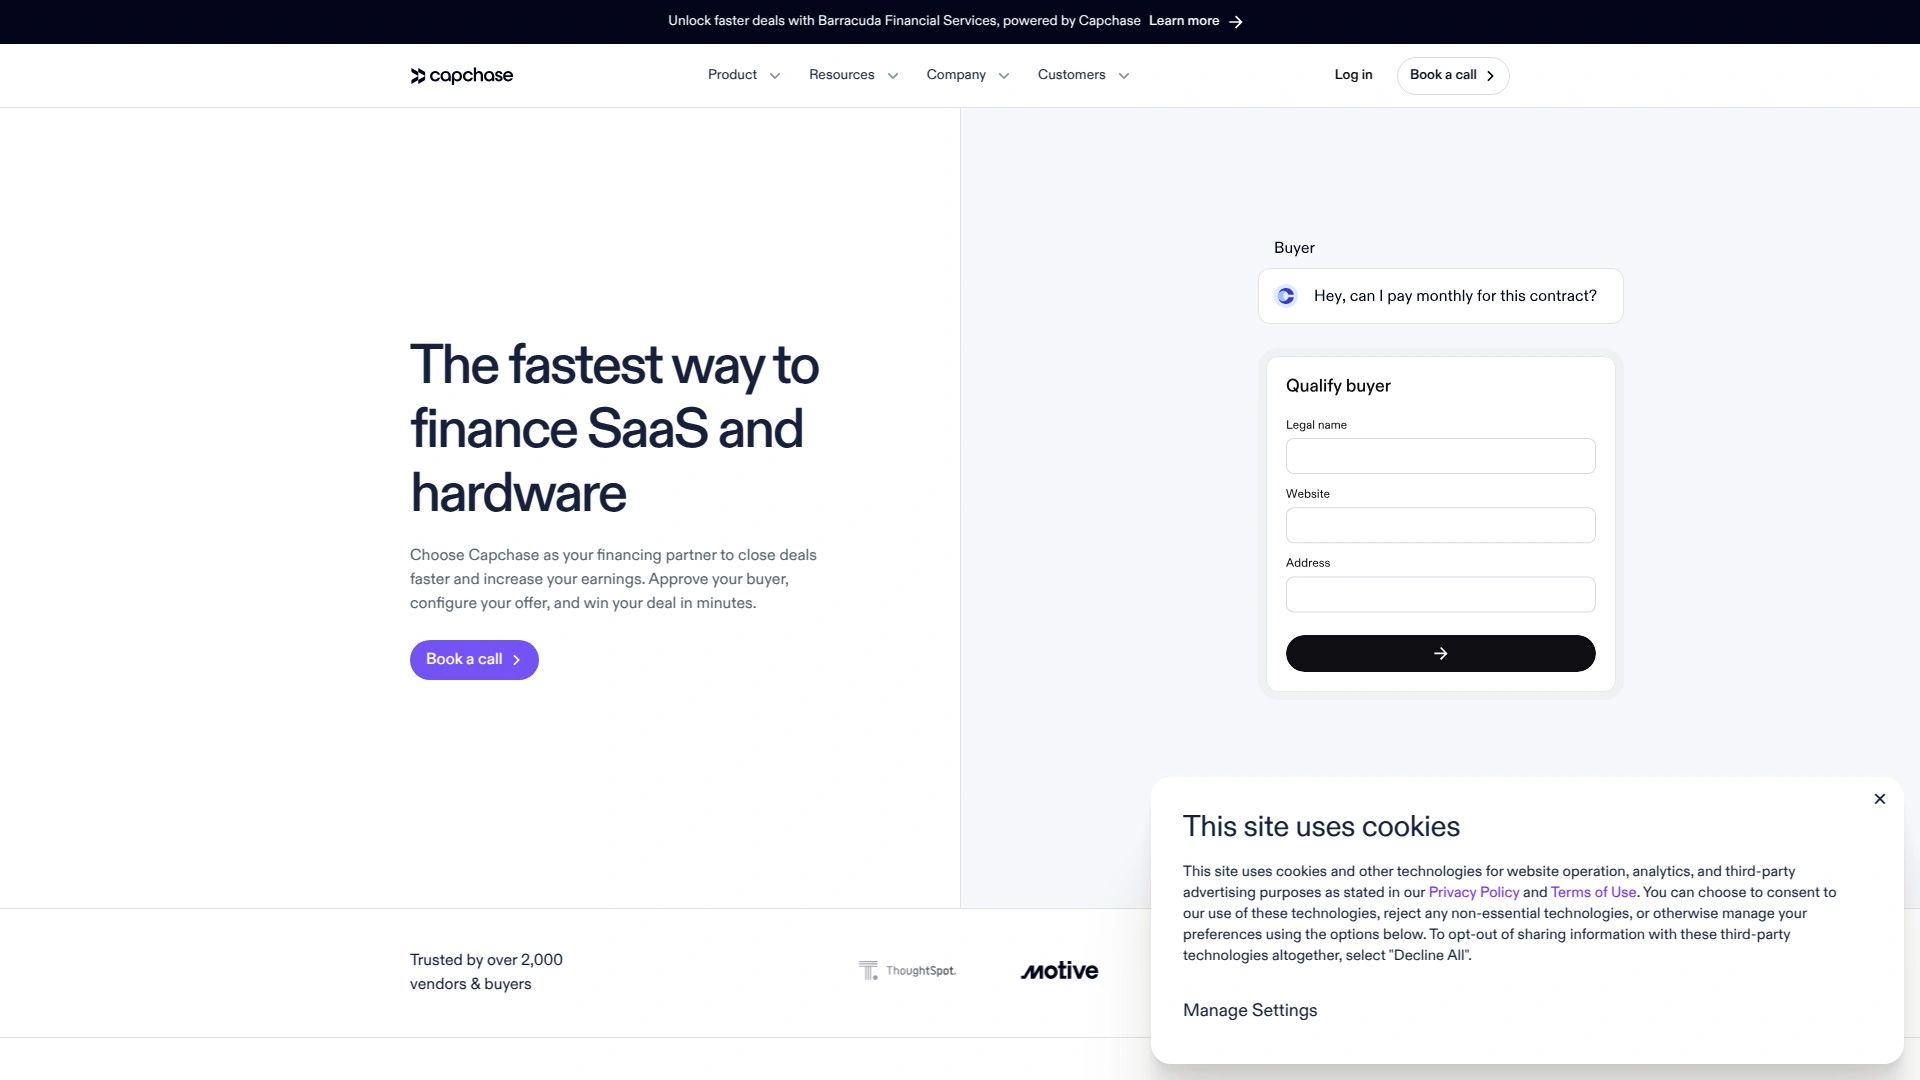 Unlock faster deals with Barracuda Financial Services, powered by Capchase Learn more
capchase
Product
Resources
Company
Customers
Log in
Book a call
The fastest way to
finance SaaS and
hardware
Choose Capchase as your financing partner to close deals
faster and increase your earnings. Approve your buyer,
configure your offer, and win your deal in minutes.
Book a call
Buyer
Hey, can I pay monthly for this contract?
Qualify buyer
Legal name
Website
Address
Trusted by over 2,000
vendors & buyers
ThoughtSpot.
motive
This site uses cookies
This site uses cookies and other technologies for website operation, analytics, and third-party
advertising purposes as stated in our Privacy Policy and Terms of Use. You can choose to consent to
our use of these technologies, reject any non-essential technologies, or otherwise manage your
preferences using the options below. To opt-out of sharing information with these third-party
technologies altogether, select "Decline All".
Manage Settings